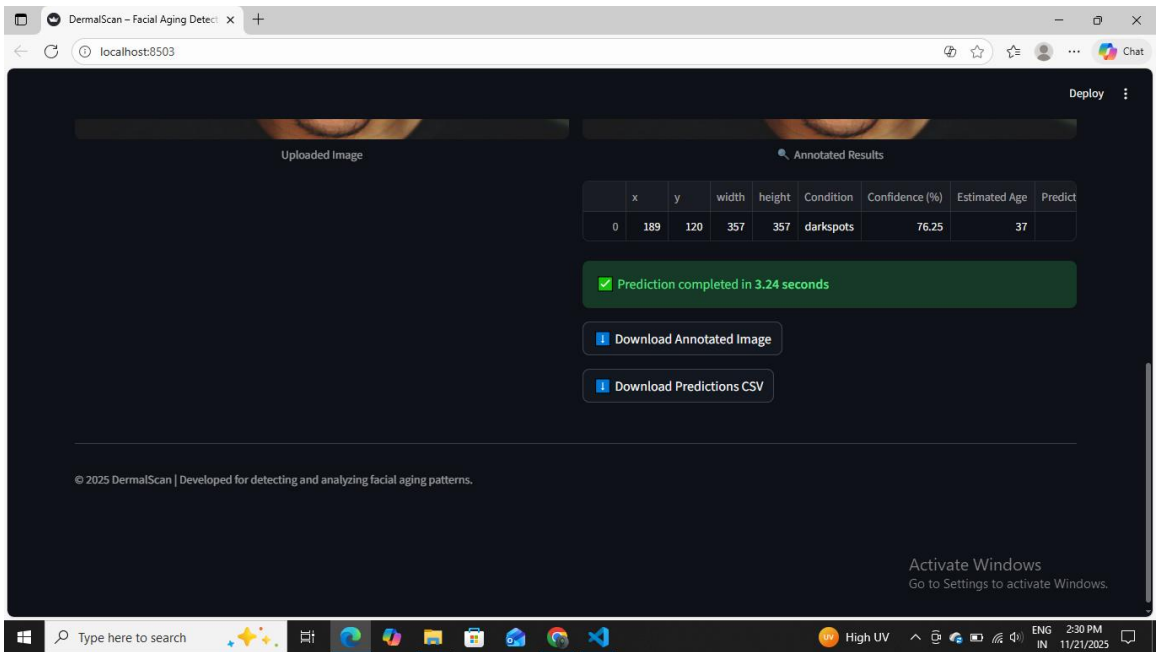 DermalScan – Facial Aging Detect
localhost:8503
Chat
Deploy
Uploaded Image
Annotated Results
x y width height Condition Confidence (%) Estimated Age Predict
0 189 120 357 357 darkspots 76.25 37
Prediction completed in 3.24 seconds
Download Annotated Image
Download Predictions CSV
© 2025 DermalScan | Developed for detecting and analyzing facial aging patterns.
Activate Windows
Go to Settings to activate Windows.
Type here to search
UV High UV
ENG 2:30 PM
IN 11/21/2025